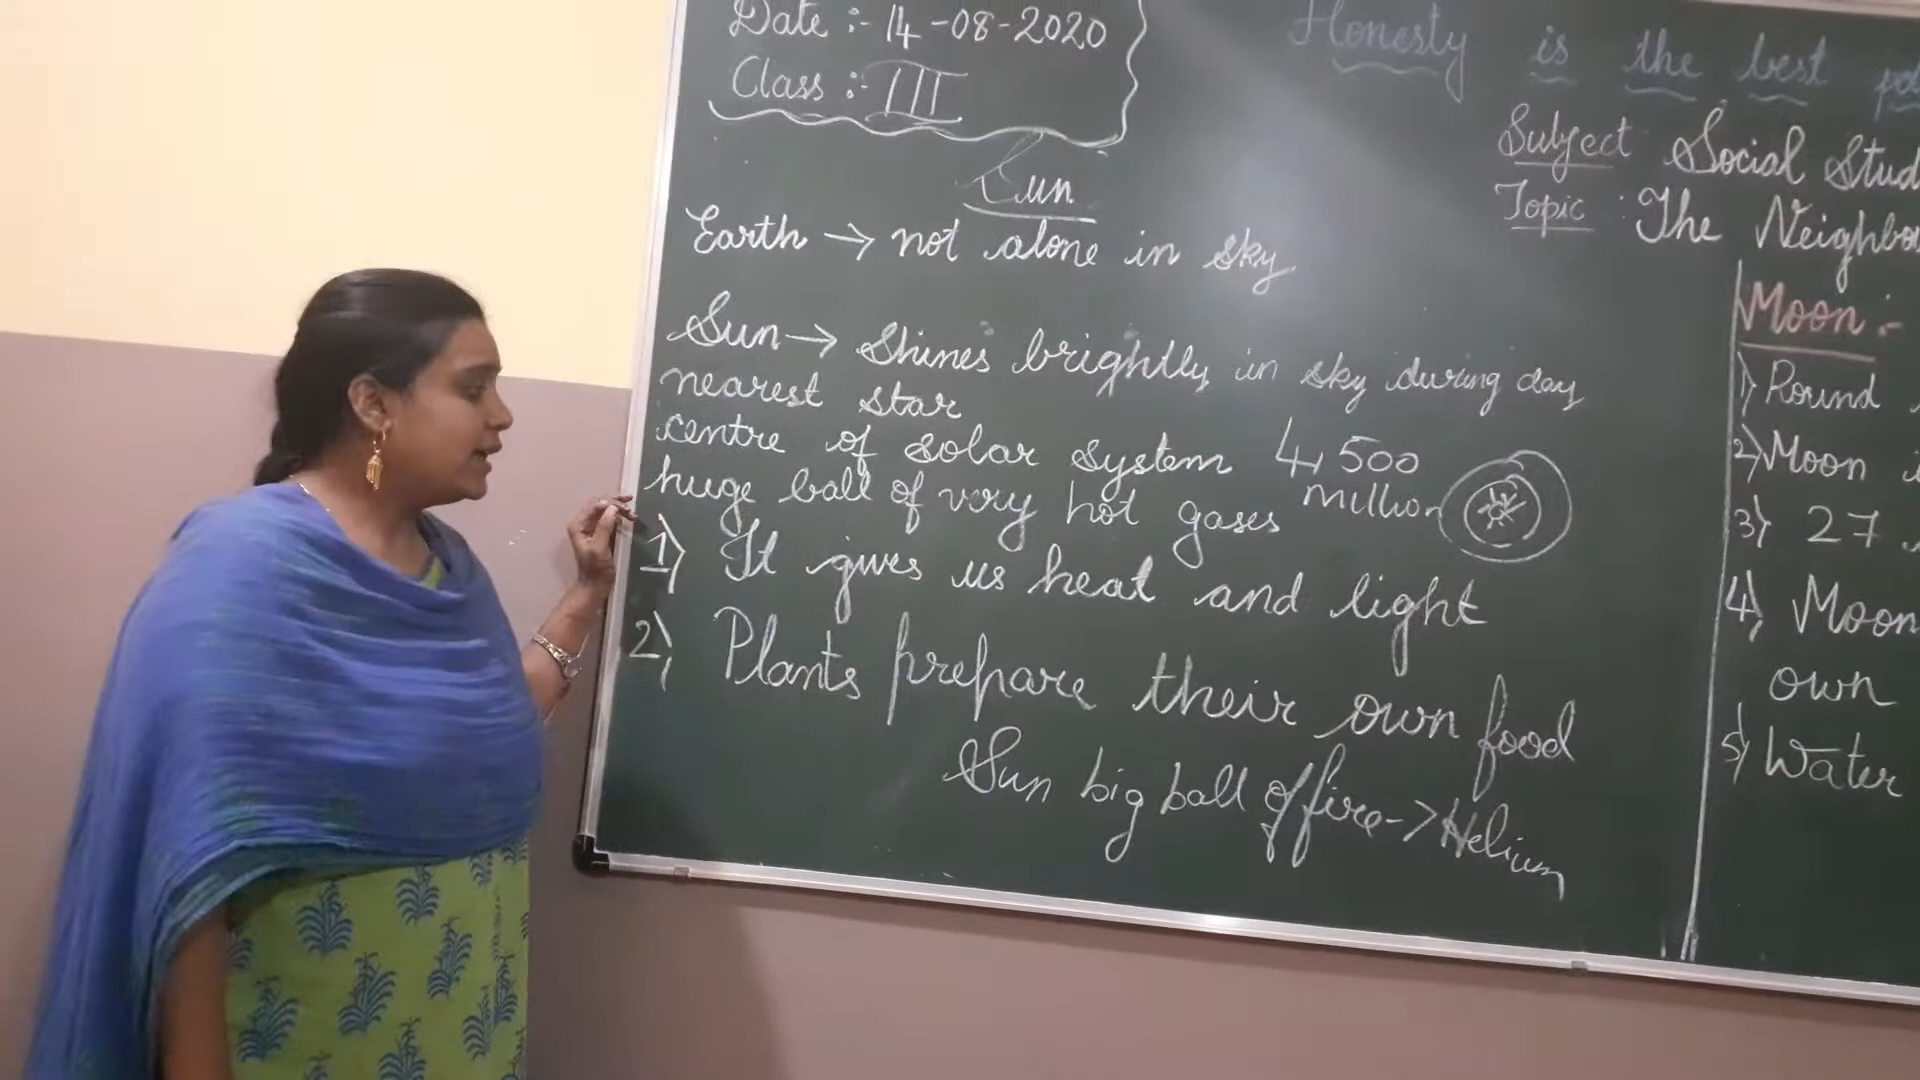 Date :- 14-08-2020
Class :- III
Honesty is the best
Subject Social Stud
Topic : The Neighbo
Sun
Earth → not alone in sky.
Sun → Shines brightly in sky during day
nearest star
centre of solar system 4,500
million
huge ball of very hot gases
1) It gives us heat and light
2) Plants prepare their own food
Sun big ball of fire -> Helium
Moon :-
1) Round
2) Moon i
3) 27
4) Moon
own
5) Water